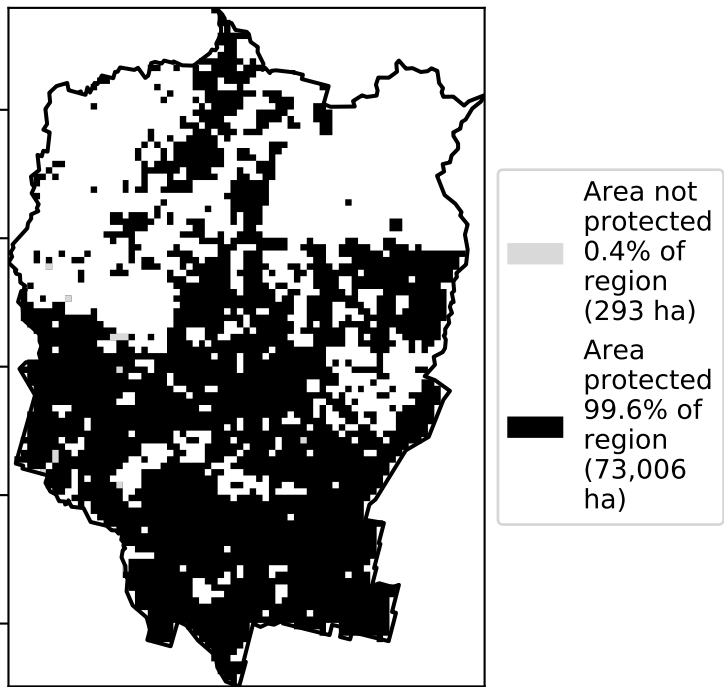 Area not
protected
0.4% of
region
(293 ha)
Area
protected
99.6% of
region
(73,006
ha)